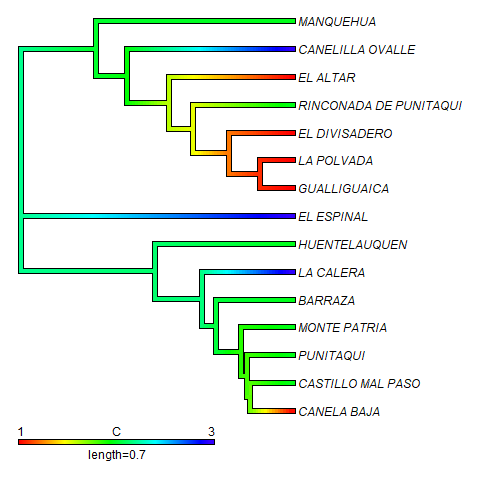 MANQUEHUA
CANELILLA OVALLE
EL ALTAR
RINCONADA DE PUNITAQUI
EL DIVISADERO
LA POLVADA
GUALLIGUAICA
EL ESPINAL
HUENTELAUQUEN
LA CALERA
BARRAZA
MONTE PATRIA
PUNITAQUI
CASTILLO MAL PASO
CANELA BAJA
1 C 3
length=0.7